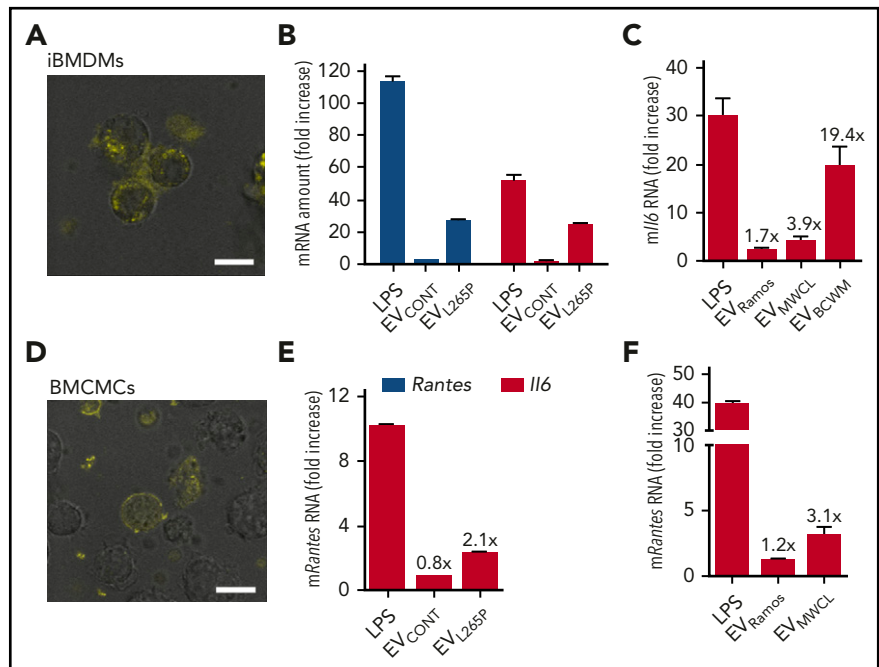 A
iBMDMs
B
mRNA amount (fold increase)
120
100
80
60
40
20
0
LPS
EVCONT
EVL265P
LPS
EVCONT
EVL265P
C
mIl6 RNA (fold increase)
40
30
20
10
0
1.7x
3.9x
19.4x
LPS
EVRamos
EVMWCL
EVBCWM
D
BMCMCs
E
Rantes
Il6
mRantes RNA (fold increase)
12
8
4
2
0
0.8x
2.1x
LPS
EVCONT
EVL265P
F
mRantes RNA (fold increase)
50
40
30
10
5
0
1.2x
3.1x
LPS
EVRamos
EVMWCL